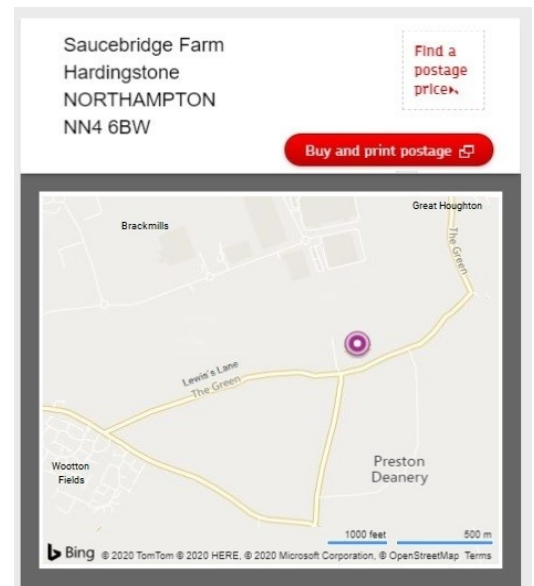 Saucebridge Farm
Hardingstone
NORTHAMPTON
NN4 6BW
Find a
postage
price
Buy and print postage
Great Houghton
Brackmills
The Green
Lewis's Lane
The Green
Wootton
Fields
Preston
Deanery
1000 feet 500 m
Bing © 2020 TomTom © 2020 HERE, © 2020 Microsoft Corporation, © OpenStreetMap Terms